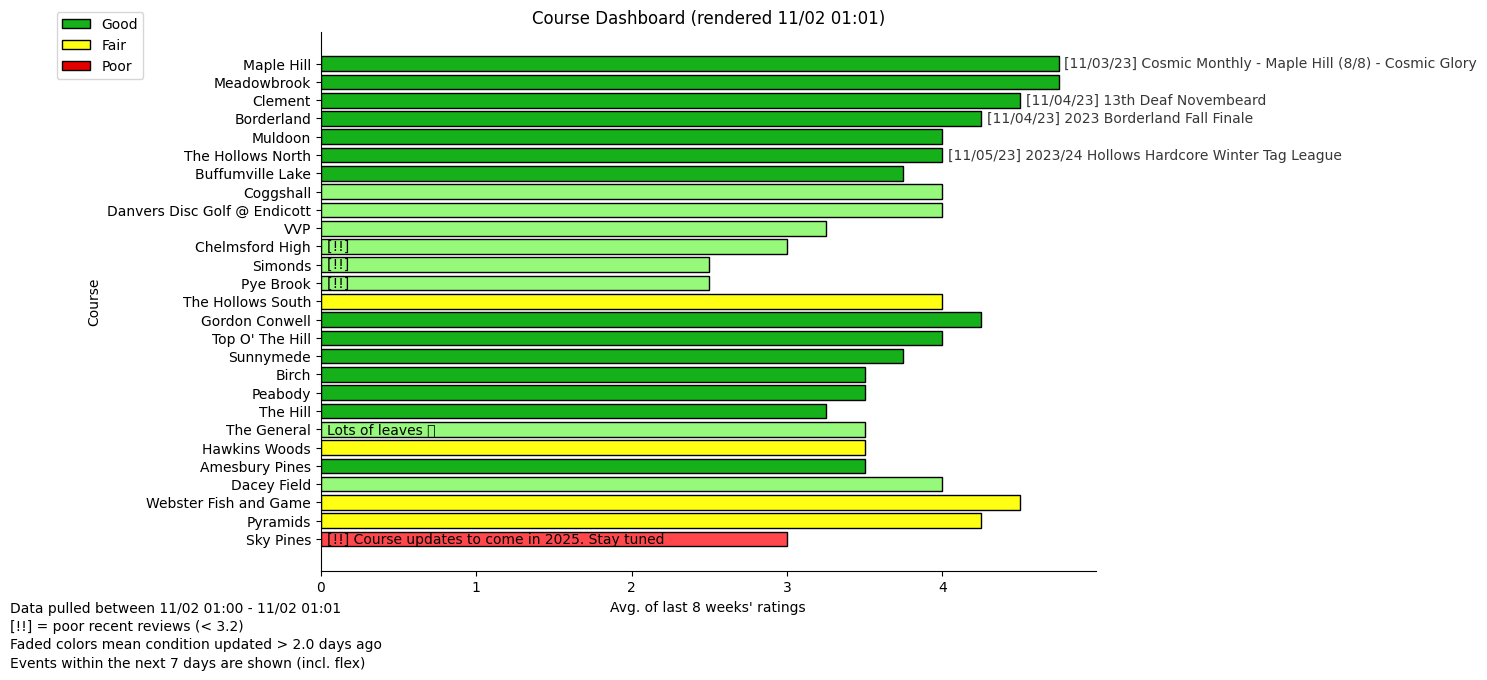 Course Dashboard (rendered 11/02 01:01)
Good
Fair
Poor
Maple Hill [11/03/23] Cosmic Monthly - Maple Hill (8/8) - Cosmic Glory
Meadowbrook
Clement [11/04/23] 13th Deaf Novembeard
Borderland [11/04/23] 2023 Borderland Fall Finale
Muldoon
The Hollows North [11/05/23] 2023/24 Hollows Hardcore Winter Tag League
Buffumville Lake
Coggshall
Danvers Disc Golf @ Endicott
VVP
Chelmsford High [!!]
Simonds [!!]
Pye Brook [!!]
The Hollows South
Gordon Conwell
Top O' The Hill
Sunnymede
Birch
Peabody
The Hill
The General Lots of leaves
Hawkins Woods
Amesbury Pines
Dacey Field
Webster Fish and Game
Pyramids
Sky Pines [!!] Course updates to come in 2025. Stay tuned
Course
0 1 2 3 4
Avg. of last 8 weeks' ratings
Data pulled between 11/02 01:00 - 11/02 01:01
[!!] = poor recent reviews (< 3.2)
Faded colors mean condition updated > 2.0 days ago
Events within the next 7 days are shown (incl. flex)